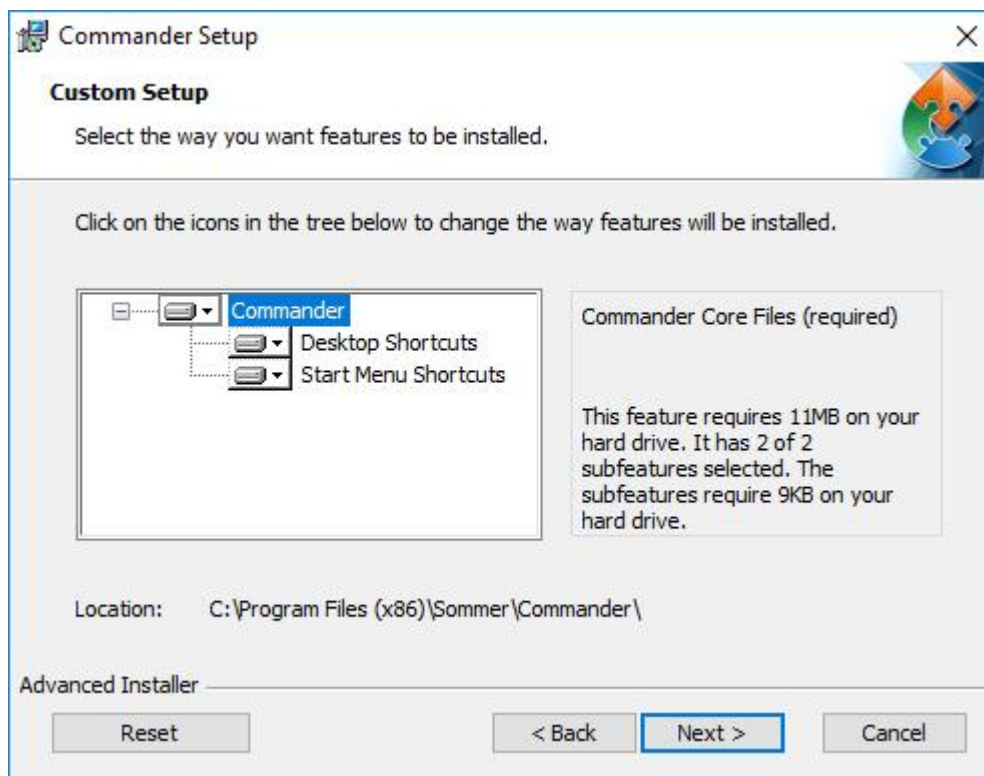 Commander Setup
Custom Setup
Select the way you want features to be installed.
Click on the icons in the tree below to change the way features will be installed.
Commander
Desktop Shortcuts
Start Menu Shortcuts
Commander Core Files (required)
This feature requires 11MB on your
hard drive. It has 2 of 2
subfeatures selected. The
subfeatures require 9KB on your
hard drive.
Location: C:\Program Files (x86)\Sommer\Commander\
Advanced Installer
Reset < Back Next > Cancel